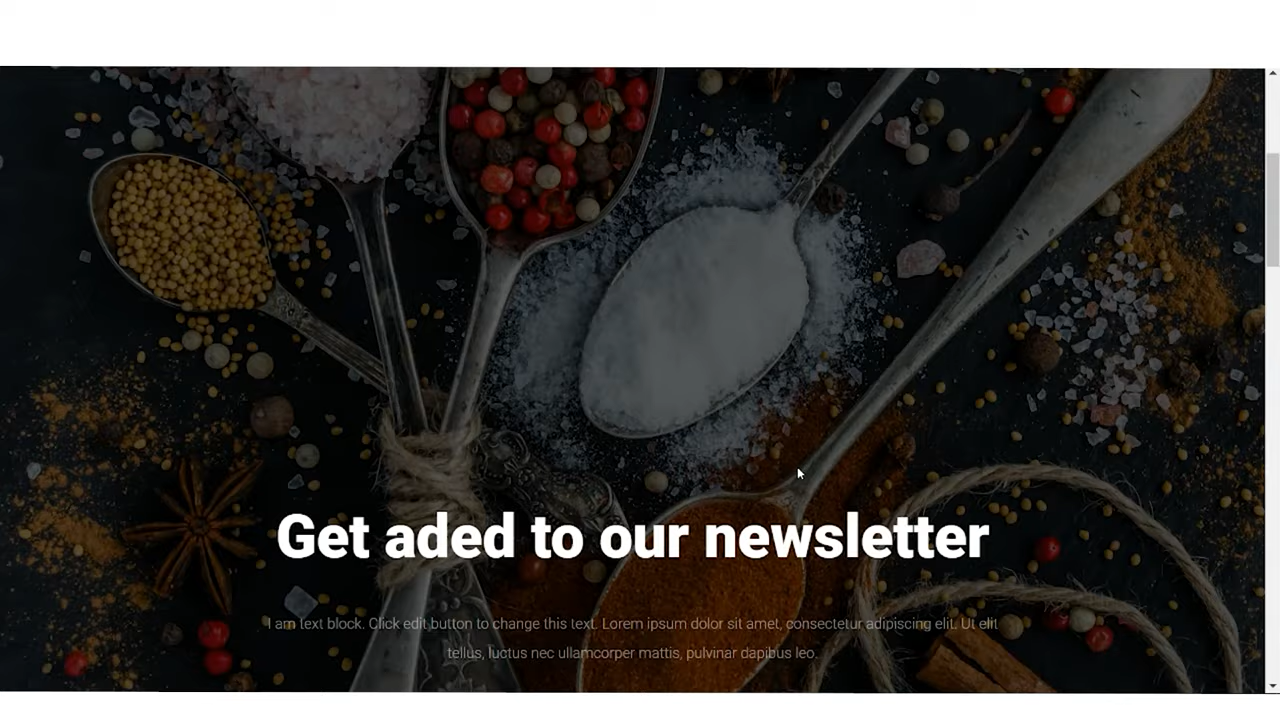 Get aded to our newsletter
I am text block. Click edit button to change this text. Lorem ipsum dolor sit amet, consectetur adipiscing elit. Ut elit
tellus, luctus nec ullamcorper mattis, pulvinar dapibus leo.